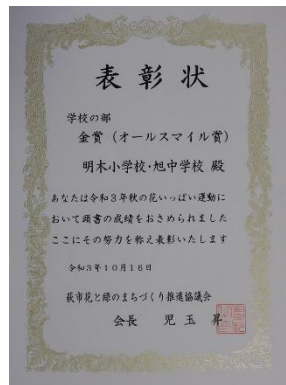 表彰状
学校の部
金賞（オールスマイル賞）
明木小学校・旭中学校 殿
あなたは令和３年秋の花いっぱい運動に
おいて頭書の成績をおさめられました
ここにその努力を称え表彰いたします
令和３年１０月１６日
萩市花と緑のまちづくり推進協議会
会長 児玉 昇